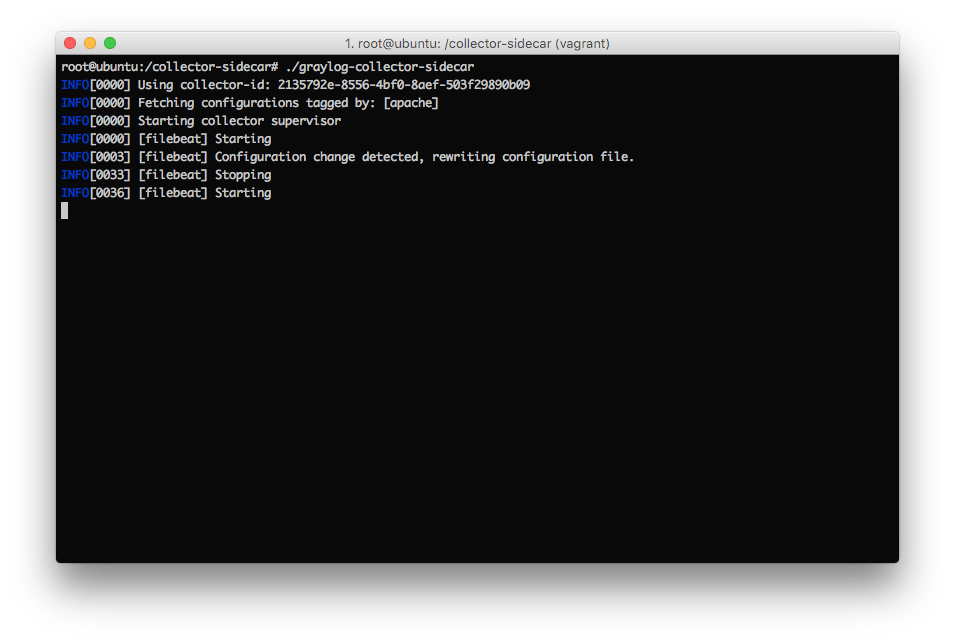 1. root@ubuntu: /collector-sidecar (vagrant)
root@ubuntu:/collector-sidecar# ./graylog-collector-sidecar
INFO[0000] Using collector-id: 2135792e-8556-4bf0-8aef-503f29890b09
INFO[0000] Fetching configurations tagged by: [apache]
INFO[0000] Starting collector supervisor
INFO[0000] [filebeat] Starting
INFO[0003] [filebeat] Configuration change detected, rewriting configuration file.
INFO[0033] [filebeat] Stopping
INFO[0036] [filebeat] Starting